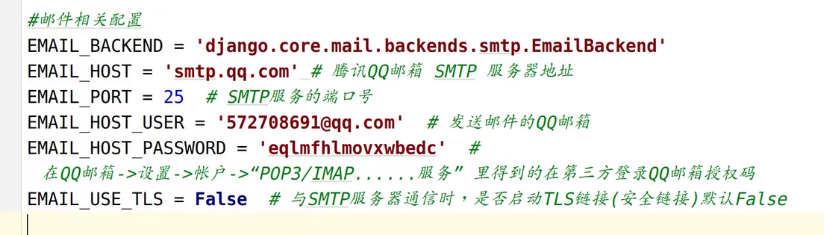 #邮件相关配置
EMAIL_BACKEND = 'django.core.mail.backends.smtp.EmailBackend'
EMAIL_HOST = 'smtp.qq.com' # 腾讯QQ邮箱 SMTP 服务器地址
EMAIL_PORT = 25  # SMTP服务的端口号
EMAIL_HOST_USER = '572708691@qq.com'  # 发送邮件的QQ邮箱
EMAIL_HOST_PASSWORD = 'eqlmfhlmovxwbedc'  #
在QQ邮箱->设置->帐户->“POP3/IMAP......服务” 里得到的在第三方登录QQ邮箱授权码
EMAIL_USE_TLS = False  # 与SMTP服务器通信时，是否启动TLS链接(安全链接)默认False